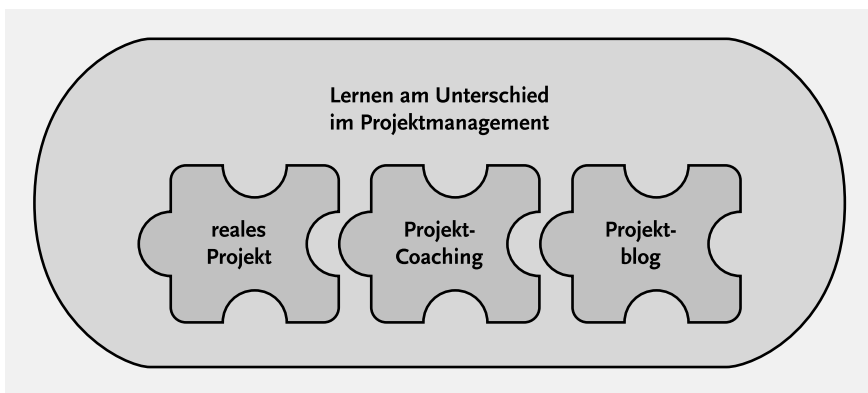 Lernen am Unterschied
im Projektmanagement
reales
Projekt
Projekt-
Coaching
Projekt-
blog